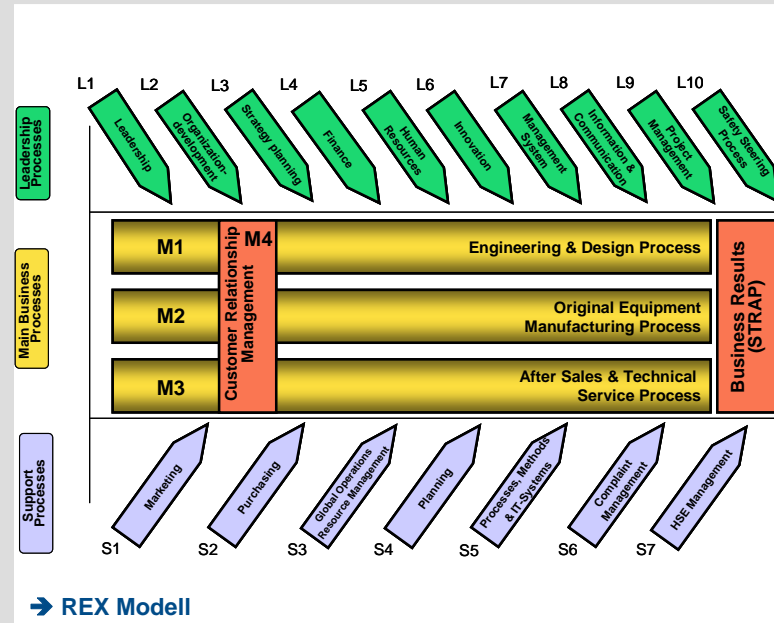 L1
L2
L3
L4
L5
L6
L7
L8
L9
L10
Leadership
Processes
Leadership
Organization-
development
Strategy planning
Finance
Human
Resources
Innovation
Management
System
Information &
Communication
Project
Management
Safety Steering
Process
Main Business
Processes
M1
M4
Engineering & Design Process
Customer Relationship
Management
M2
Original Equipment
Manufacturing Process
M3
After Sales & Technical
Service Process
Business Results
(STRAP)
Support
Processes
Marketing
Purchasing
Global Operations
Resource Management
Planning
Processes, Methods
& IT-Systems
Complaint
Management
HSE Management
S1
S2
S3
S4
S5
S6
S7
➔ REX Modell